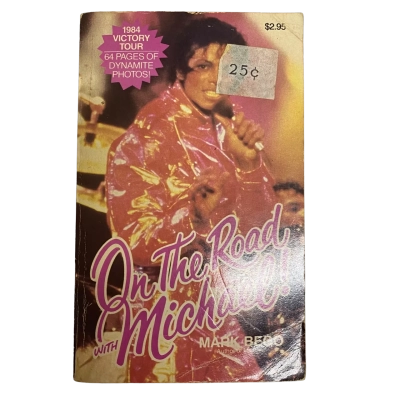 1984
VICTORY
TOUR
64 PAGES OF
DYNAMITE
PHOTOS!
$2.95
25¢
On The Road
WITH Michael!
MARK BEGO